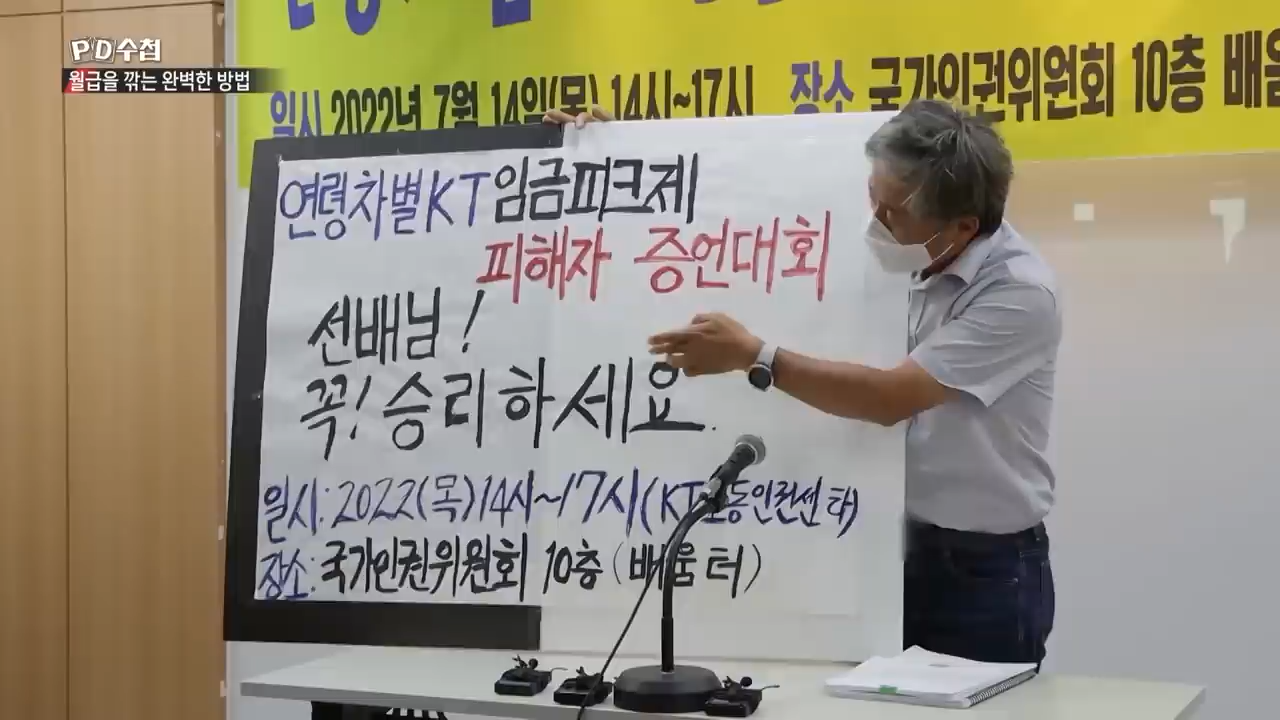 PD수첩
월급을 깎는 완벽한 방법
일시 2022년 7월 14일(목) 14시~17시 장소 국가인권위원회 10층 배움
연령차별 KT 임금피크제
피해자 증언대회
선배님!
꼭! 승리하세요.
일시: 2022(목) 14시~17시 (KT노동인권센타)
장소: 국가인권위원회 10층 (배움터)